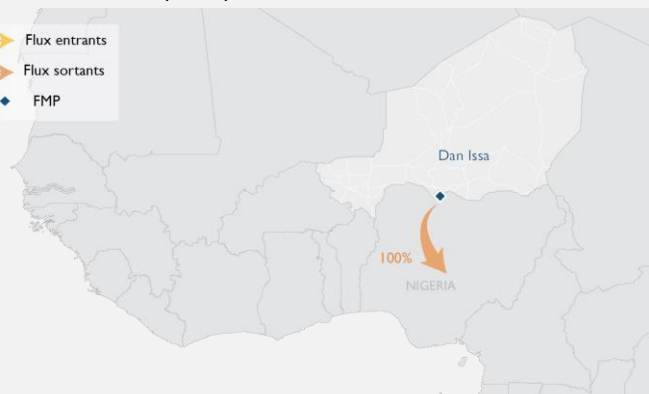 Flux entrants
Flux sortants
FMP
Dan Issa
100%
NIGERIA